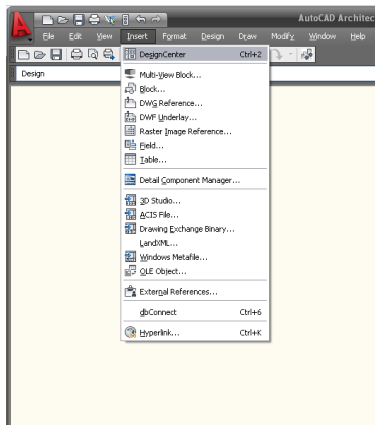 AutoCAD Architec
File Edit View Insert Format Design Draw Modify Window Help
Design
DesignCenter Ctrl+2
Multi-View Block...
Block...
DWG Reference...
DWF Underlay...
Raster Image Reference...
Field...
Table...
Detail Component Manager...
3D Studio...
ACIS File...
Drawing Exchange Binary...
LandXML...
Windows Metafile...
OLE Object...
External References...
dbConnect Ctrl+6
Hyperlink... Ctrl+K